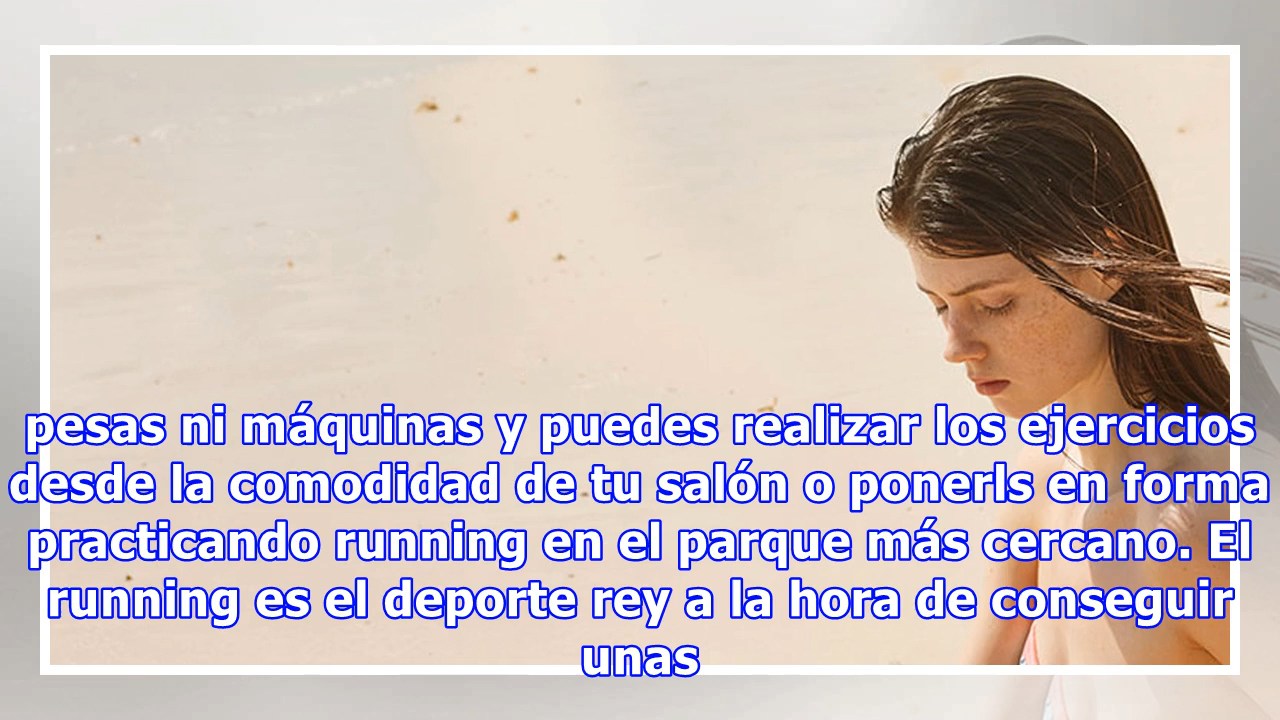 pesas ni máquinas y puedes realizar los ejercicios
desde la comodidad de tu salón o ponerls en forma
practicando running en el parque más cercano. El
running es el deporte rey a la hora de conseguir
unas